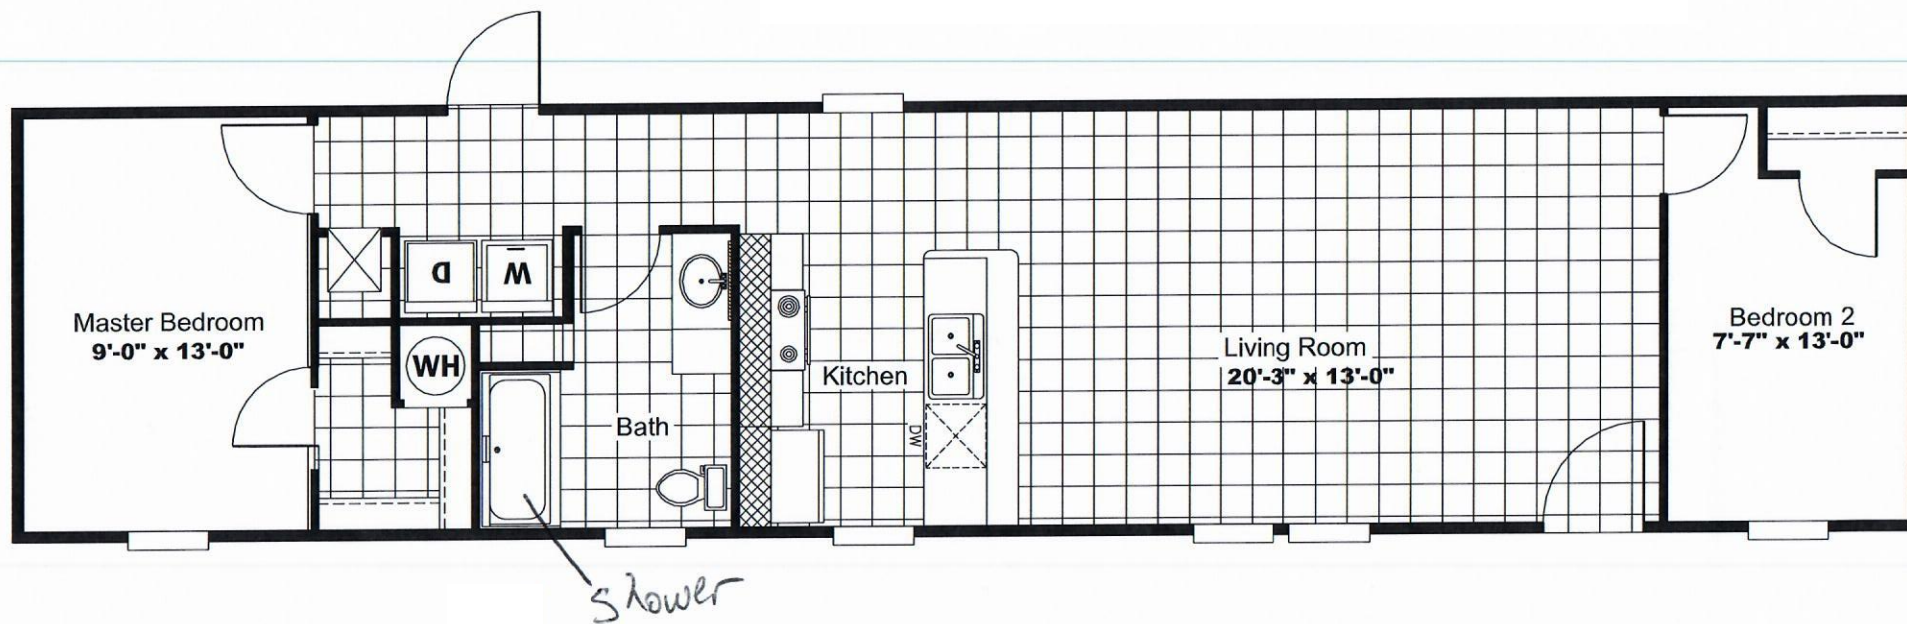 Master Bedroom
9'-0" x 13'-0"
D
W
WH
Bath
Kitchen
DW
Living Room
20'-3" x 13'-0"
Bedroom 2
7'-7" x 13'-0"
shower